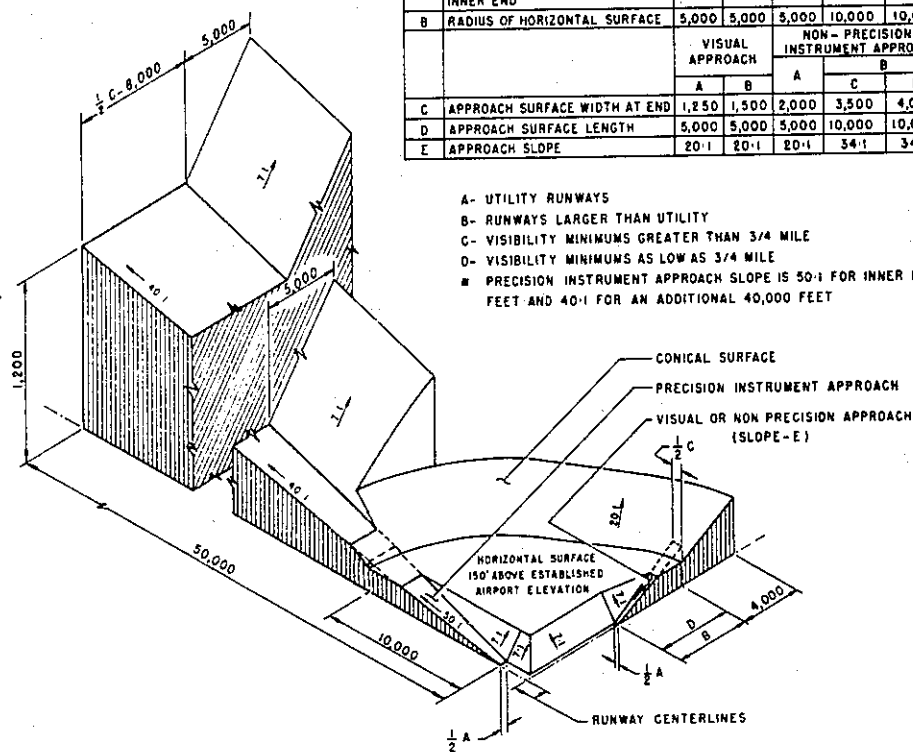 INNER END
B RADIUS OF HORIZONTAL SURFACE 5,000 5,000 5,000 10,000
VISUAL APPROACH
NON-PRECISION INSTRUMENT
A B A B
C
C APPROACH SURFACE WIDTH AT END 1,250 1,500 2,000 3,500
D APPROACH SURFACE LENGTH 5,000 5,000 5,000 10,000
E APPROACH SLOPE 20:1 20:1 20:1 34:1
A- UTILITY RUNWAYS
B- RUNWAYS LARGER THAN UTILITY
C- VISIBILITY MINIMUMS GREATER THAN 3/4 MILE
D- VISIBILITY MINIMUMS AS LOW AS 3/4 MILE
PRECISION INSTRUMENT APPROACH SLOPE IS 50:1 FOR INNER
FEET AND 40:1 FOR AN ADDITIONAL 40,000 FEET
5,000
½ C-8,000
7:1
40:1
5,000
1,200
7:1
CONICAL SURFACE
PRECISION INSTRUMENT APPROACH
VISUAL OR NON PRECISION APPROACH
(SLOPE-E)
½ C
40:1
20:1
HORIZONTAL SURFACE
150' ABOVE ESTABLISHED
AIRPORT ELEVATION
50,000
50:1
7:1
7:1
7:1
7:1
4,000
D
B
10,000
½ A
RUNWAY CENTERLINES
½ A